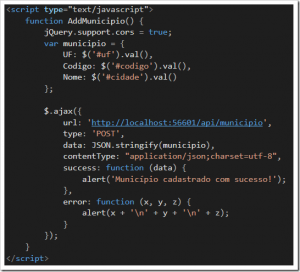 <script type="text/javascript">
function AddMunicipio() {
jQuery.support.cors = true;
var municipio = {
UF: $('#uf').val(),
Codigo: $('#codigo').val()
Nome: $('#cidade').val()
};
$.ajax({
url: 'http://localhost:56601/api/municipio',
type: 'POST',
data: JSON.stringify(municipio),
contentType: "application/json;charset=utf-8",
success: function (data) {
alert('Município cadastrado com sucesso!');
},
error: function (x, y, z) {
alert(x + '\n' + y + '\n' + z);
}
});
}
</script>